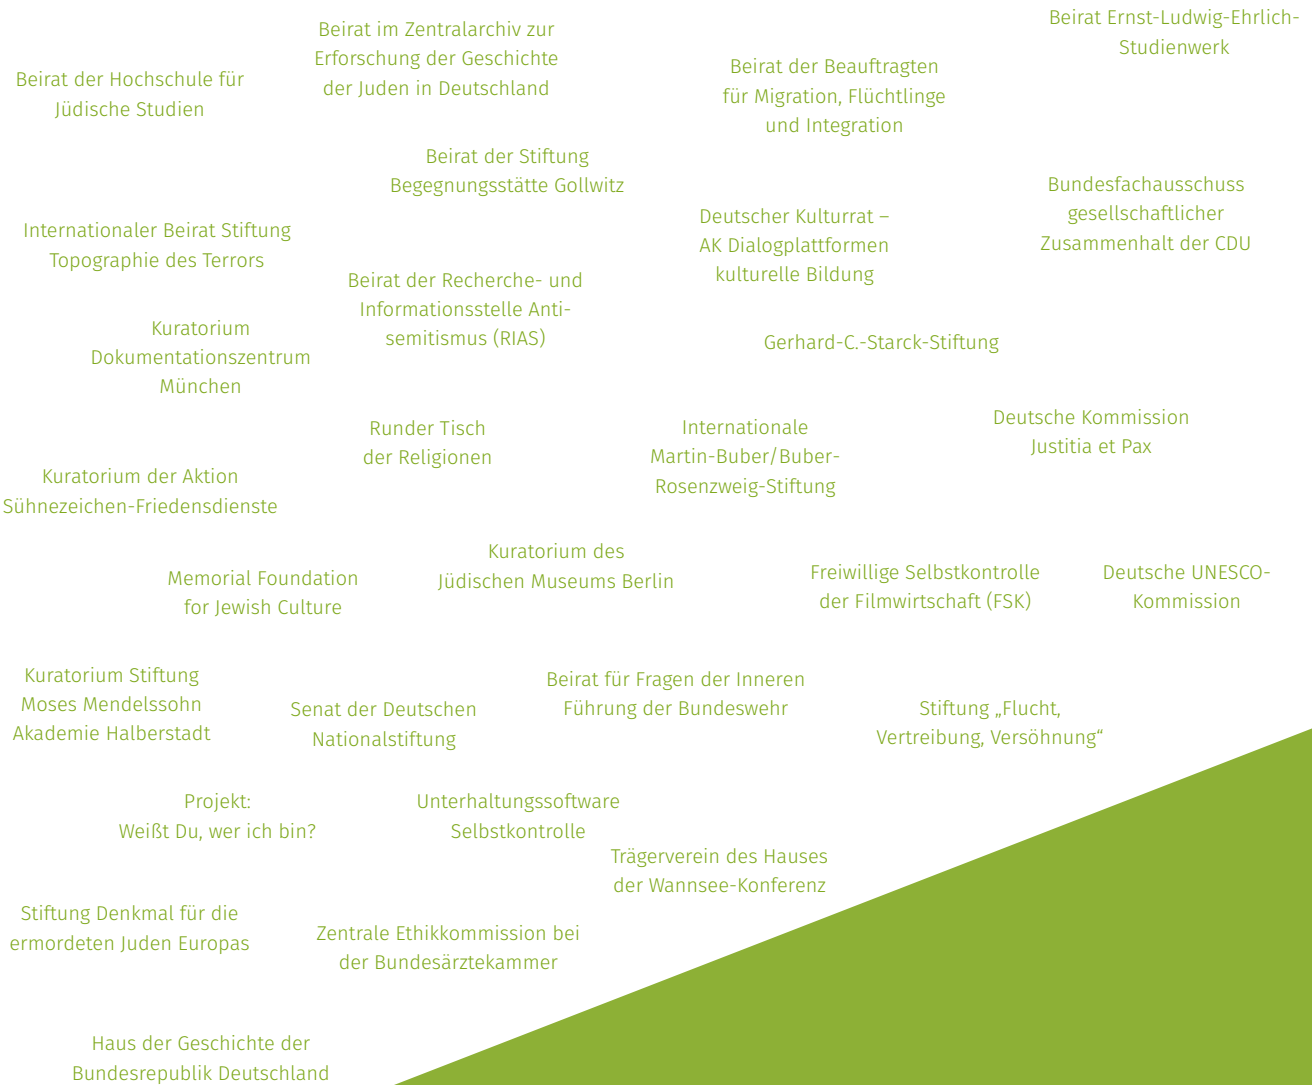 Beirat der Hochschule für
Jüdische Studien
Beirat im Zentralarchiv zur
Erforschung der Geschichte
der Juden in Deutschland
Beirat der Beauftragten
für Migration, Flüchtlinge
und Integration
Beirat Ernst-Ludwig-Ehrlich-
Studienwerk
Beirat der Stiftung
Begegnungsstätte Gollwitz
Bundesfachausschuss
gesellschaftlicher
Zusammenhalt der CDU
Internationaler Beirat Stiftung
Topographie des Terrors
Deutscher Kulturrat –
AK Dialogplattformen
kulturelle Bildung
Beirat der Recherche- und
Informationsstelle Anti-
semitismus (RIAS)
Kuratorium
Dokumentationszentrum
München
Gerhard-C.-Starck-Stiftung
Runder Tisch
der Religionen
Internationale
Martin-Buber/Buber-
Rosenzweig-Stiftung
Deutsche Kommission
Justitia et Pax
Kuratorium der Aktion
Sühnezeichen-Friedensdienste
Memorial Foundation
for Jewish Culture
Kuratorium des
Jüdischen Museums Berlin
Freiwillige Selbstkontrolle
der Filmwirtschaft (FSK)
Deutsche UNESCO-
Kommission
Kuratorium Stiftung
Moses Mendelssohn
Akademie Halberstadt
Senat der Deutschen
Nationalstiftung
Beirat für Fragen der Inneren
Führung der Bundeswehr
Stiftung „Flucht,
Vertreibung, Versöhnung“
Projekt:
Weißt Du, wer ich bin?
Unterhaltungssoftware
Selbstkontrolle
Trägerverein des Hauses
der Wannsee-Konferenz
Stiftung Denkmal für die
ermordeten Juden Europas
Zentrale Ethikkommission bei
der Bundesärztekammer
Haus der Geschichte der
Bundesrepublik Deutschland